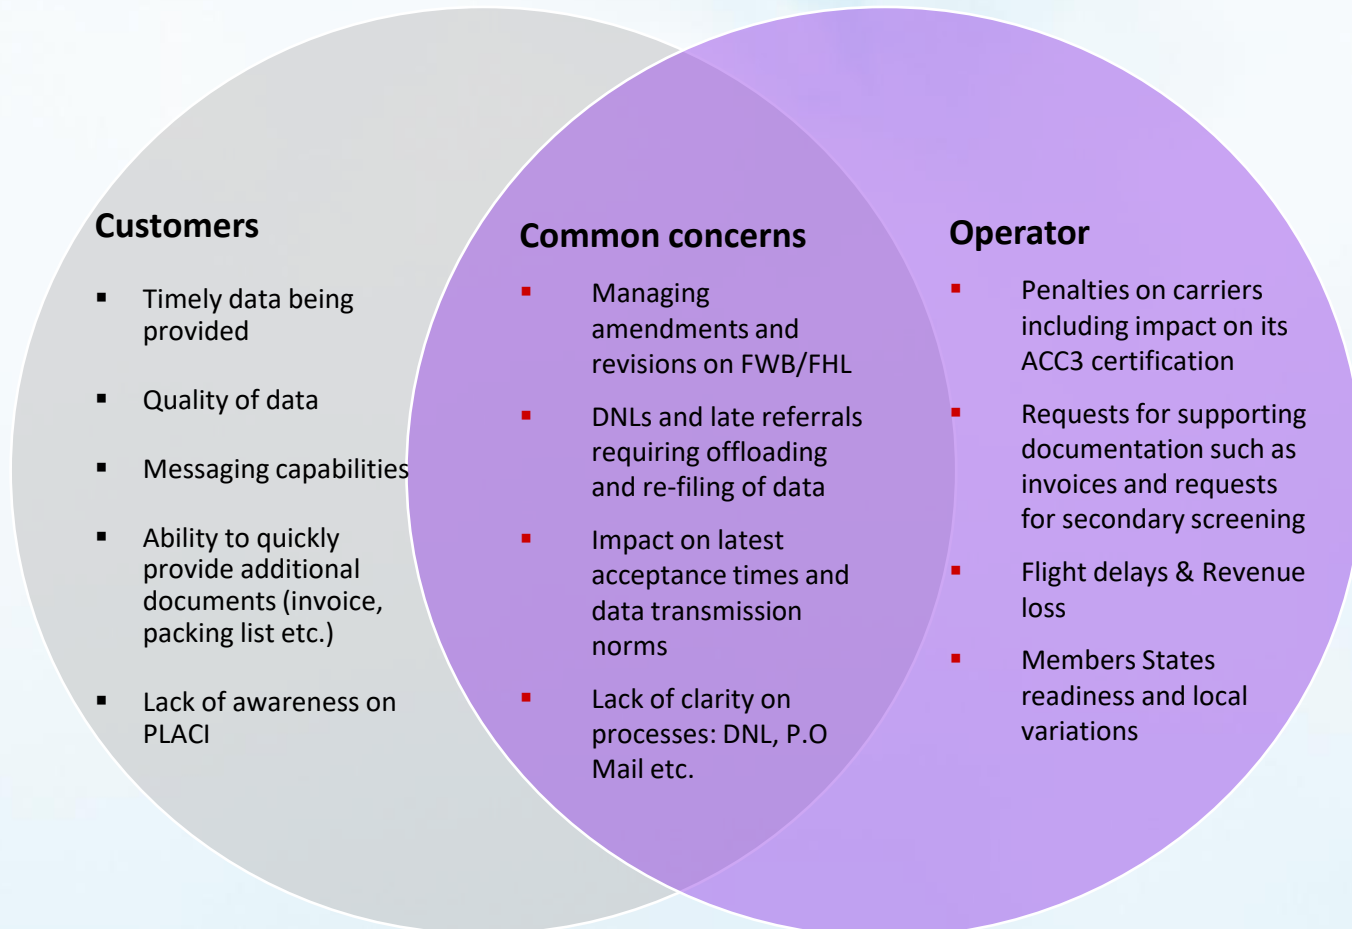 Customers
▪ Timely data being
provided
▪ Quality of data
▪ Messaging capabilities
▪ Ability to quickly
provide additional
documents (invoice,
packing list etc.)
▪ Lack of awareness on
PLACI
Common concerns
▪ Managing
amendments and
revisions on FWB/FHL
▪ DNLs and late referrals
requiring offloading
and re-filing of data
▪ Impact on latest
acceptance times and
data transmission
norms
▪ Lack of clarity on
processes: DNL, P.O
Mail etc.
Operator
▪ Penalties on carriers
including impact on its
ACC3 certification
▪ Requests for supporting
documentation such as
invoices and requests
for secondary screening
▪ Flight delays & Revenue
loss
▪ Members States
readiness and local
variations